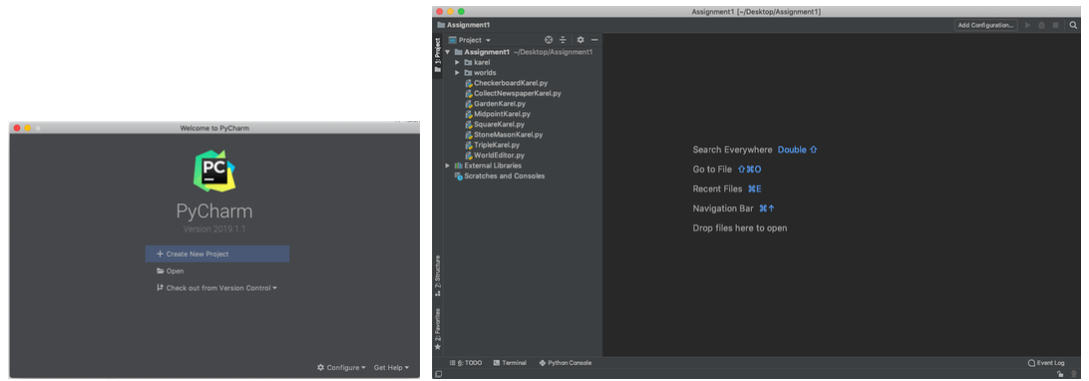 Welcome to PyCharm
PC
PyCharm
Version 2019.1.1
Create New Project
Open
Check out from Version Control
Configure
Get Help
Assignment1 [~/Desktop/Assignment1]
Assignment1
Add Configuration...
1: Project
Project
Assignment1 ~/Desktop/Assignment1
karel
worlds
CheckerboardKarel.py
CollectNewspaperKarel.py
GardenKarel.py
MidpointKarel.py
SquareKarel.py
StoneMasonKarel.py
TripleKarel.py
WorldEditor.py
External Libraries
Scratches and Consoles
Search Everywhere Double ⇧
Go to File ⇧⌘O
Recent Files ⌘E
Navigation Bar ⌘↑
Drop files here to open
7: Structure
2: Favorites
6: TODO
Terminal
Python Console
Event Log